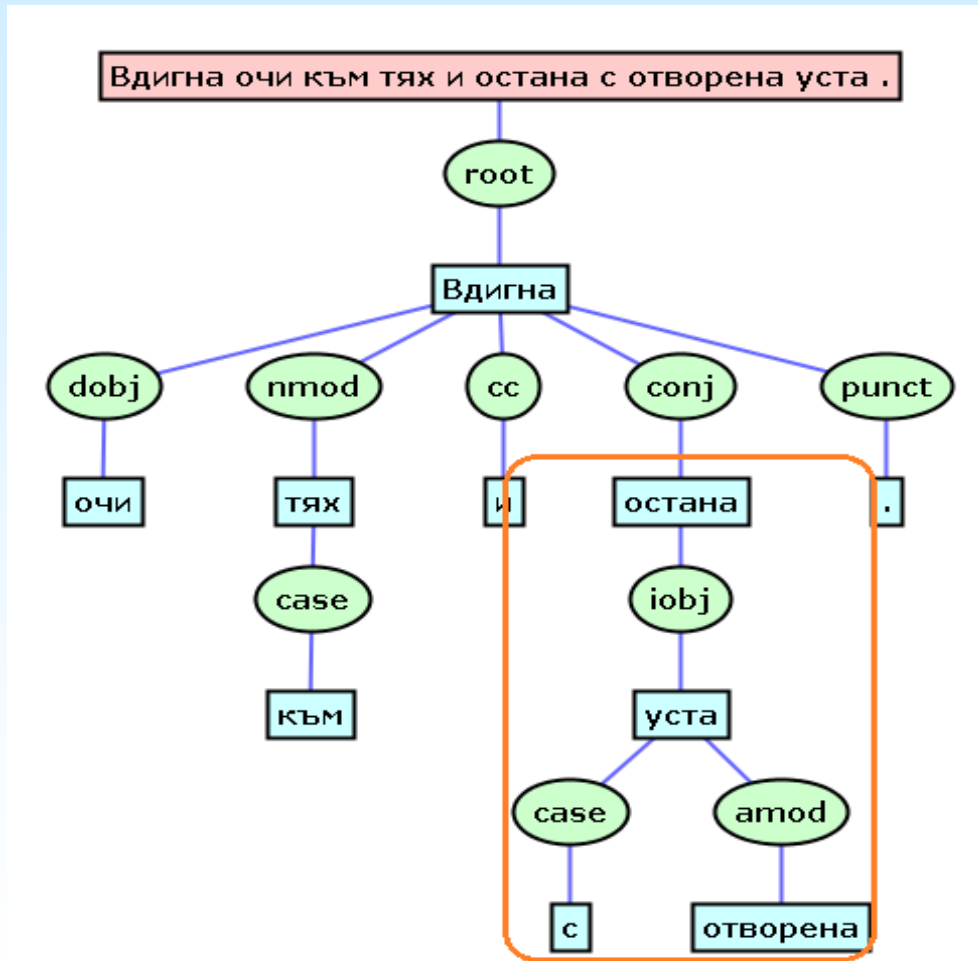 Вдигна очи към тях и остана с отворена уста .
root
Вдигна
dobj nmod cc conj punct
очи тях и остана .
case iobj
към уста
case amod
с отворена